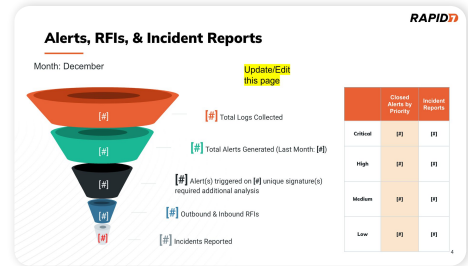 RAPID7
Alerts, RFIs, & Incident Reports
Month: December
Update/Edit
this page
[#]
[#] Total Logs Collected
[#]
[#] Total Alerts Generated (Last Month: [#])
[#]
[#] Alert(s) triggered on [#] unique signature(s)
required additional analysis
[#]
[#] Outbound & Inbound RFIs
[#]
[#] Incidents Reported
Closed Alerts by Priority Incident Reports
Critical [#] [#]
High [#] [#]
Medium [#] [#]
Low [#] [#]
4